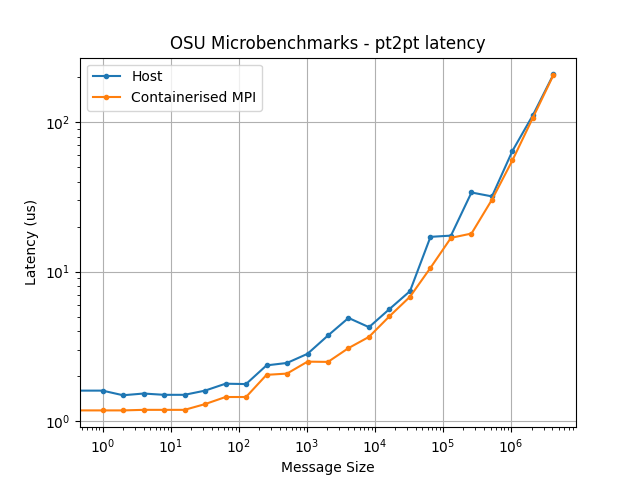 OSU Microbenchmarks - pt2pt latency
Host
Containerised MPI
Latency (us)
10²
10¹
10⁰
10⁰ 10¹ 10² 10³ 10⁴ 10⁵ 10⁶
Message Size